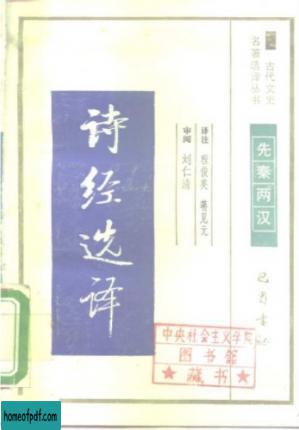 古代文史
名著选译丛书
先秦两汉
诗经选译
译注 程俊英 蒋见元
审阅 刘仁清
巴蜀书社
中央社会主义学院
图书馆
★藏书★
homeofpdf.com